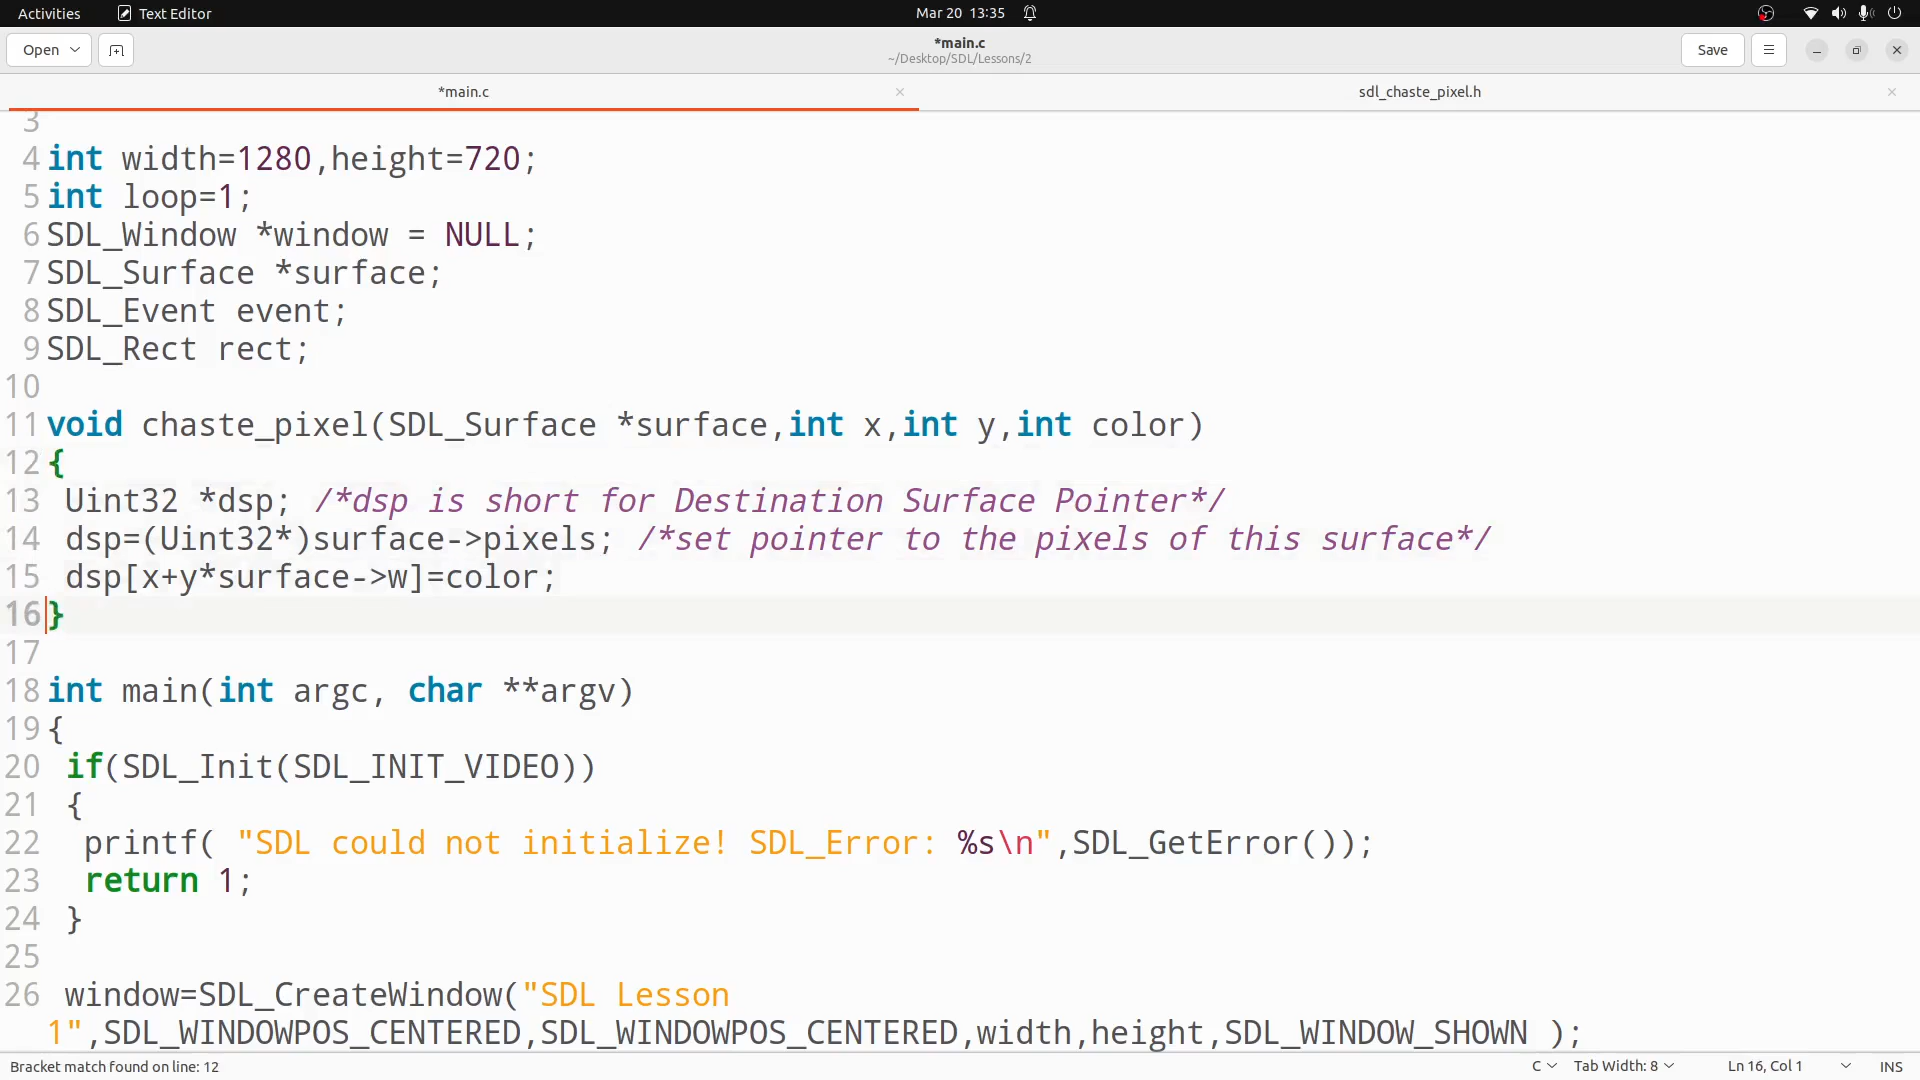 Activities Text Editor Mar 20 13:35
Open *main.c Save
~/Desktop/SDL/Lessons/2
*main.c sdl_chaste_pixel.h
3
4 int width=1280,height=720;
5 int loop=1;
6 SDL_Window *window = NULL;
7 SDL_Surface *surface;
8 SDL_Event event;
9 SDL_Rect rect;
10
11 void chaste_pixel(SDL_Surface *surface,int x,int y,int color)
12 {
13  Uint32 *dsp; /*dsp is short for Destination Surface Pointer*/
14  dsp=(Uint32*)surface->pixels; /*set pointer to the pixels of this surface*/
15  dsp[x+y*surface->w]=color;
16 }
17
18 int main(int argc, char **argv)
19 {
20  if(SDL_Init(SDL_INIT_VIDEO))
21  {
22   printf( "SDL could not initialize! SDL_Error: %s\n",SDL_GetError());
23   return 1;
24  }
25
26  window=SDL_CreateWindow("SDL Lesson
1",SDL_WINDOWPOS_CENTERED,SDL_WINDOWPOS_CENTERED,width,height,SDL_WINDOW_SHOWN );
Bracket match found on line: 12 C Tab Width: 8 Ln 16, Col 1 INS